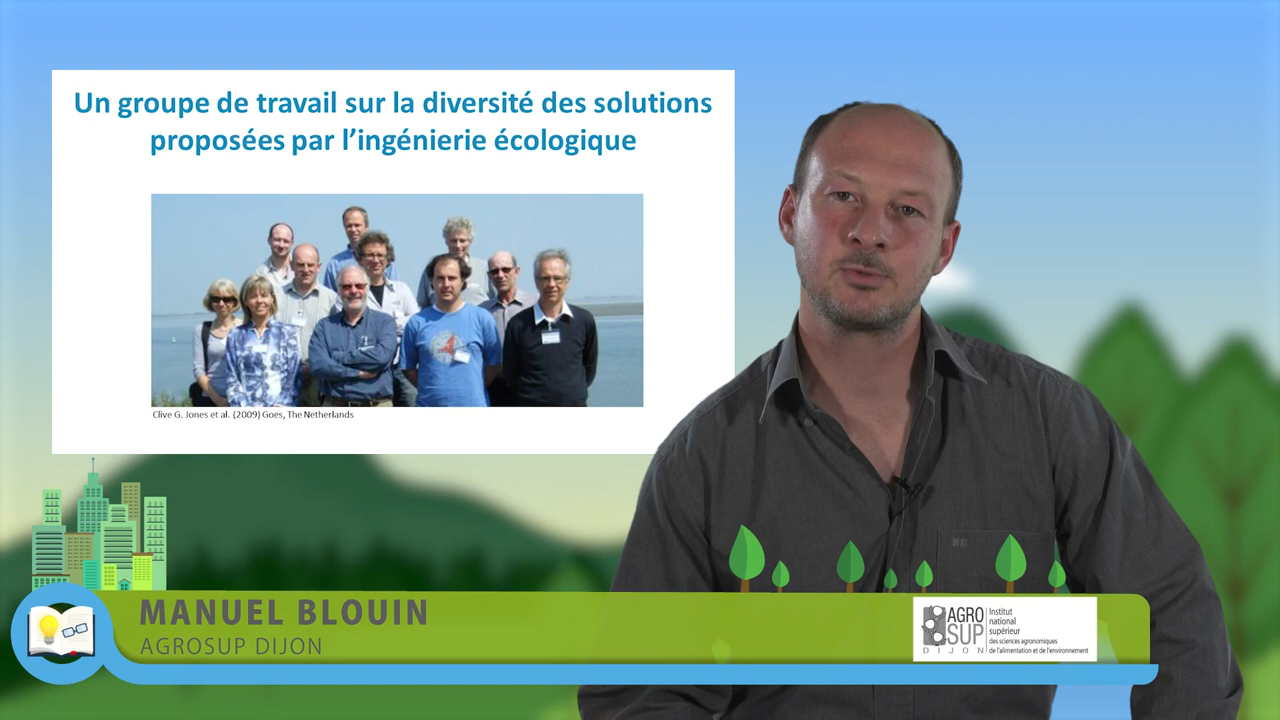 Un groupe de travail sur la diversité des solutions
proposées par l’ingénierie écologique
Clive G. Jones et al. (2009) Goes, The Netherlands
MANUEL BLOUIN
AGROSUP DIJON
AGRO
SUP
DIJON
Institut
national
supérieur
des sciences agronomiques
de l'alimentation et de l'environnement